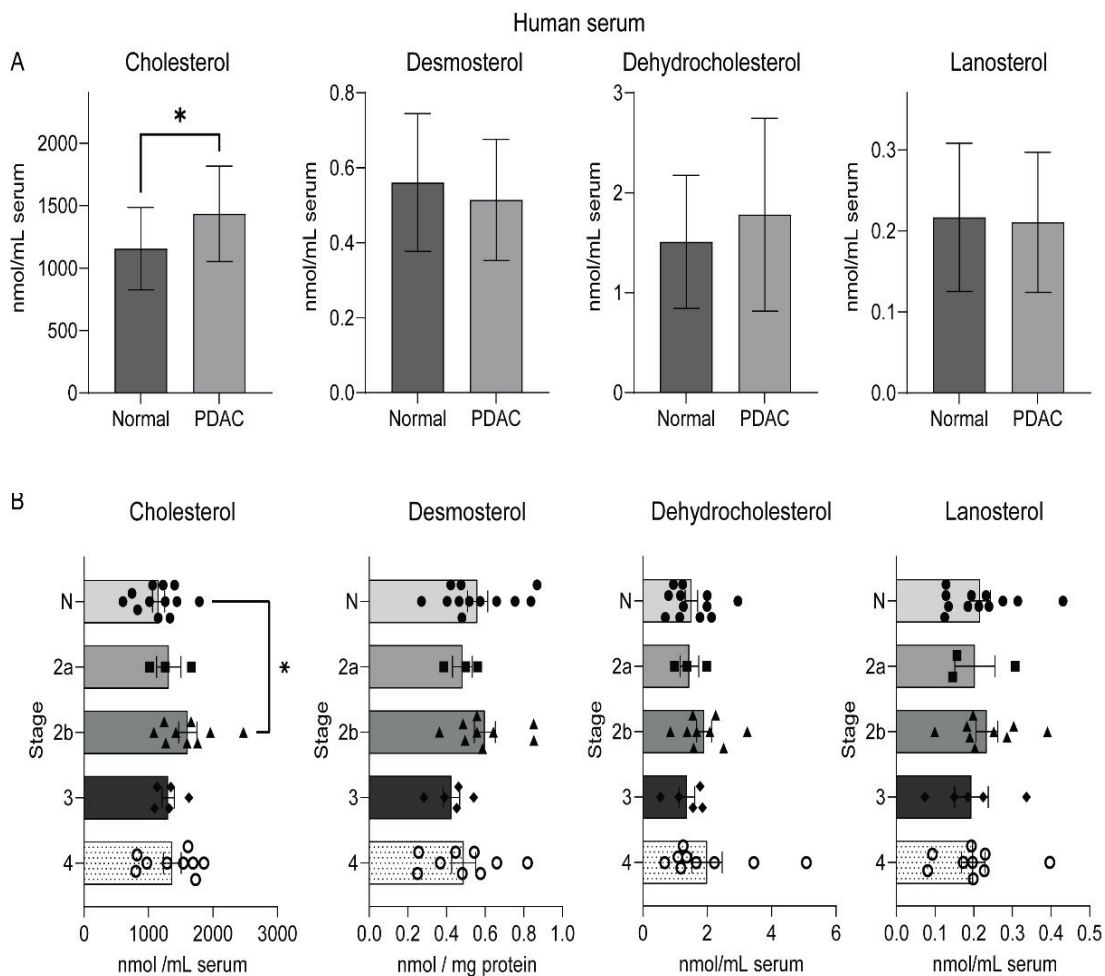 Human serum
A
Cholesterol
nmol/mL serum
2000
1500
1000
500
0
*
Normal PDAC
Desmosterol
nmol/mL serum
0.8
0.6
0.4
0.2
0.0
Normal PDAC
Dehydrocholesterol
nmol/mL serum
3
2
1
0
Normal PDAC
Lanosterol
nmol/mL serum
0.3
0.2
0.1
0.0
Normal PDAC
B
Cholesterol
Stage
N
2a
2b
3
4
*
0 1000 2000 3000
nmol /mL serum
Desmosterol
Stage
N
2a
2b
3
4
0.0 0.2 0.4 0.6 0.8 1.0
nmol / mg protein
Dehydrocholesterol
Stage
N
2a
2b
3
4
0 2 4 6
nmol/mL serum
Lanosterol
Stage
N
2a
2b
3
4
0.0 0.1 0.2 0.3 0.4 0.5
nmol/mL serum